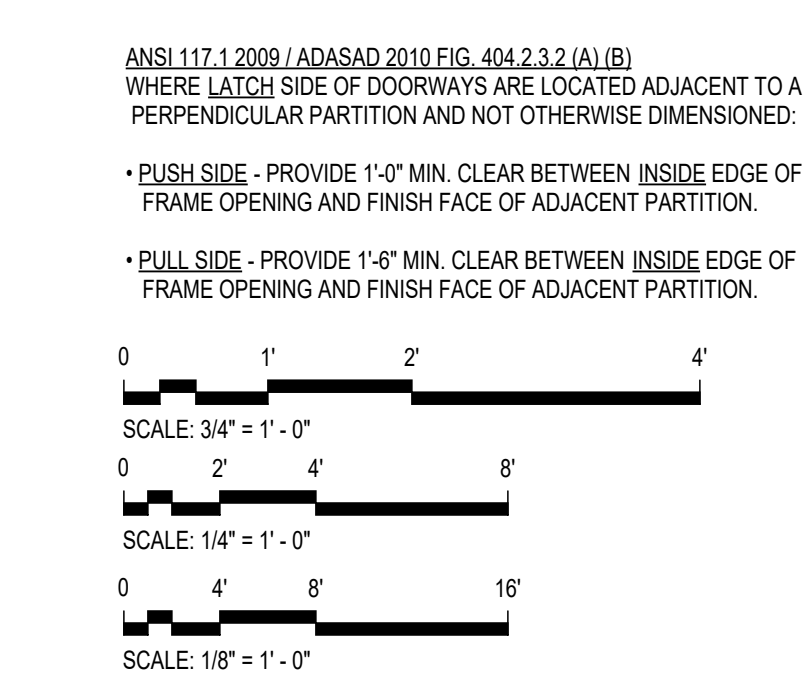 ANSI 117.1 2009 / ADASAD 2010 FIG. 404.2.3.2 (A) (B)
WHERE LATCH SIDE OF DOORWAYS ARE LOCATED ADJACENT TO A
PERPENDICULAR PARTITION AND NOT OTHERWISE DIMENSIONED:
• PUSH SIDE - PROVIDE 1'-0" MIN. CLEAR BETWEEN INSIDE EDGE OF
FRAME OPENING AND FINISH FACE OF ADJACENT PARTITION.
• PULL SIDE - PROVIDE 1'-6" MIN. CLEAR BETWEEN INSIDE EDGE OF
FRAME OPENING AND FINISH FACE OF ADJACENT PARTITION.
0 1' 2' 4'
SCALE: 3/4" = 1' - 0"
0 2' 4' 8'
SCALE: 1/4" = 1' - 0"
0 4' 8' 16'
SCALE: 1/8" = 1' - 0"